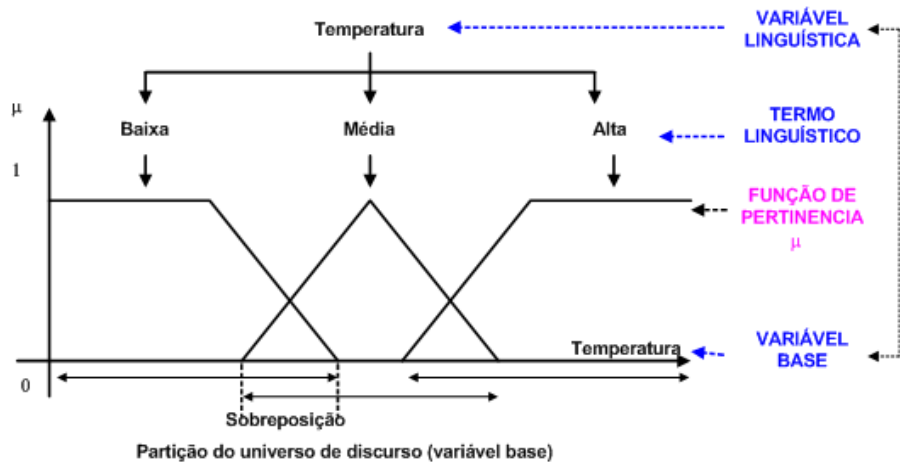 Temperatura
VARIÁVEL
LINGUÍSTICA
μ
Baixa
Média
Alta
TERMO
LINGUÍSTICO
1
FUNÇÃO DE
PERTINENCIA
μ
Temperatura
VARIÁVEL
BASE
0
Sobreposição
Partição do universo de discurso (variável base)